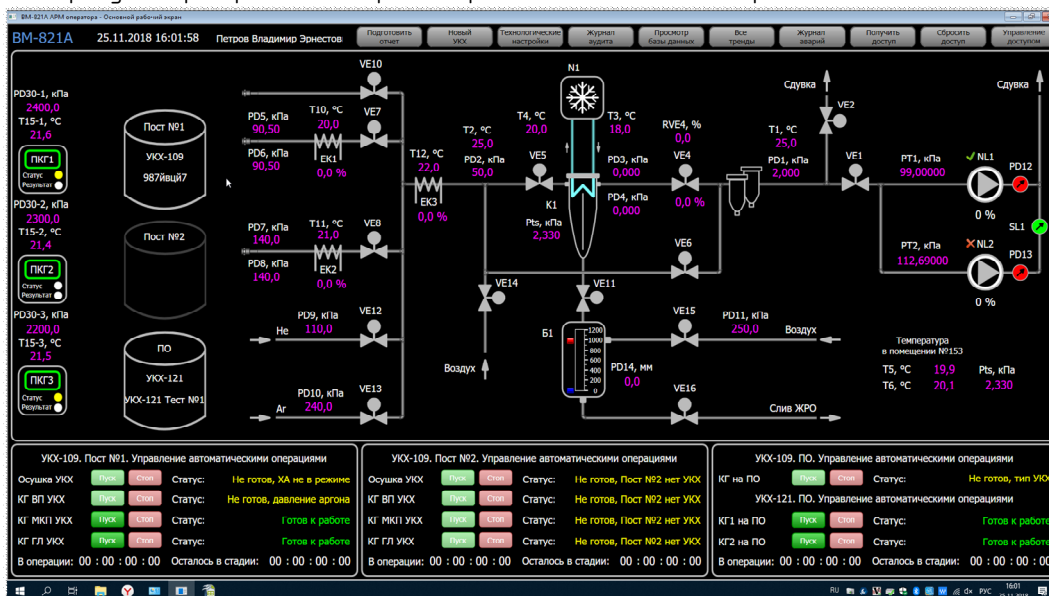 ВМ-821А АРМ оператора - Основной рабочий экран
ВМ-821А 25.11.2018 16:01:58 Петров Владимир Эрнестов
Подготовить отчет
Новый УКХ
Технологические настройки
Журнал аудита
Просмотр базы данных
Все тренды
Журнал аварий
Получить доступ
Сбросить доступ
Управление доступом
PD30-1, кПа
2400,0
T15-1, °C
21,6
ПКГ1
Статус
Результат
PD30-2, кПа
2300,0
T15-2, °C
21,4
ПКГ2
Статус
Результат
PD30-3, кПа
2200,0
T15-3, °C
21,5
ПКГ3
Статус
Результат
Пост №1
УКХ-109
987йвцй7
Пост №2
ПО
УКХ-121
УКХ-121 Тест №1
VE10
PD5, кПа
90,50
PD6, кПа
90,50
T10, °C
20,0
EK1
0,0 %
VE7
PD7, кПа
140,0
PD8, кПа
140,0
T11, °C
21,0
EK2
0,0 %
VE8
PD9, кПа
He 110,0
VE12
PD10, кПа
Ar 240,0
VE13
T12, °C
22,0
EK3
0,0 %
T2, °C
25,0
PD2, кПа
50,0
VE14
Воздух
N1
T4, °C
20,0
T3, °C
18,0
VE5
K1
Pts, кПа
2,330
PD3, кПа
0,000
PD4, кПа
0,000
RVE4, %
0,0
VE4
0,0 %
VE6
VE11
Б1
1200
1000
800
600
400
200
0
PD14, мм
0,0
VE15
PD11, кПа
250,0
Воздух
VE16
Слив ЖРО
T1, °C
25,0
PD1, кПа
2,000
Сдувка
VE2
VE1
Сдувка
PT1, кПа
99,00000
NL1
0 %
PD12
SL1
PT2, кПа
112,69000
NL2
0 %
PD13
Температура
в помещении №153
T5, °C 19,9 Pts, кПа
T6, °C 20,1 2,330
УКХ-109. Пост №1. Управление автоматическими операциями
Осушка УКХ Пуск Стоп Статус: Не готов, ХА не в режиме
КГ ВП УКХ Пуск Стоп Статус: Не готов, давление аргона
КГ МКП УКХ Пуск Стоп Статус: Готов к работе
КГ ГЛ УКХ Пуск Стоп Статус: Готов к работе
В операции: 00 : 00 : 00 : 00 Осталось в стадии: 00 : 00 : 00 : 00
УКХ-109. Пост №2. Управление автоматическими операциями
Осушка УКХ Пуск Стоп Статус: Не готов, Пост №2 нет УКХ
КГ ВП УКХ Пуск Стоп Статус: Не готов, Пост №2 нет УКХ
КГ МКП УКХ Пуск Стоп Статус: Не готов, Пост №2 нет УКХ
КГ ГЛ УКХ Пуск Стоп Статус: Не готов, Пост №2 нет УКХ
В операции: 00 : 00 : 00 : 00 Осталось в стадии: 00 : 00 : 00 : 00
УКХ-109. ПО. Управление автоматическими операциями
КГ на ПО Пуск Стоп Статус: Не готов, тип УКХ
УКХ-121. ПО. Управление автоматическими операциями
КГ1 на ПО Пуск Стоп Статус: Готов к работе
КГ2 на ПО Пуск Стоп Статус: Готов к работе
В операции: 00 : 00 : 00 : 00 Осталось в стадии: 00 : 00 : 00 : 00
RU РУС 16:01
25.11.2018